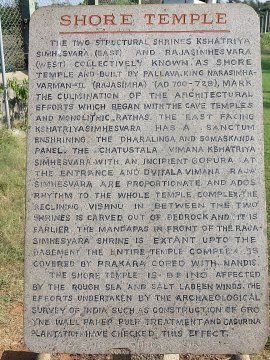 SHORE TEMPLE
THE TWO STRUCTURAL SHRINES KSHATRIYA
SIMHESVARA (EAST) AND RAJASIMHESVARA
(WEST) COLLECTIVELY KNOWN AS SHORE
TEMPLE AND BUILT BY PALLAVA KING NARASIMHA-
VARMAN-II (RAJASIMHA) (AD 700-728), MARK
THE CULMINATION OF THE ARCHITECTURAL
EFFORTS WHICH BEGAN WITH THE CAVE TEMPLES
AND MONOLITHIC RATHAS. THE EAST FACING
KSHATRIYASIMHESVARA HAS A SANCTUM
ENSHRINING THE DHARALINGA AND SOMASKANDA
PANEL. THE CHATUSTALA VIMANA KSHATRIYA
SIMHESVARA WITH AN INCIPIENT GOPURA AT
THE ENTRANCE AND DVITALA VIMANA RAJA
SIMHESVARA ARE PROPORTIONATE AND ADDS
RHYTHMS TO THE WHOLE TEMPLE COMPLEX. THE
RECLINING VISHNU IN BETWEEN THE TWO
SHRINES IS CARVED OUT OF BEDROCK AND IT IS
EARLIER THE MANDAPAS IN FRONT OF THE RAJA-
SIMHESVARA SHRINE IS EXTANT UPTO THE
BASEMENT THE ENTIRE TEMPLE COMPLEX IS
COVERED BY PRAKARA COPED WITH NANDIS.
THE SHORE TEMPLE IS BEING AFFECTED
BY THE ROUGH SEA AND SALT LADEEN WINDS. THE
EFFORTS UNDERTAKEN BY THE ARCHAEOLOGICAL
SURVEY OF INDIA SUCH AS CONSTRUCTION OF GRO
YNE WALL PAPER PULP TREATMENT AND CASURINA
PLANTATION HAVE CHECKED THIS EFFECT.